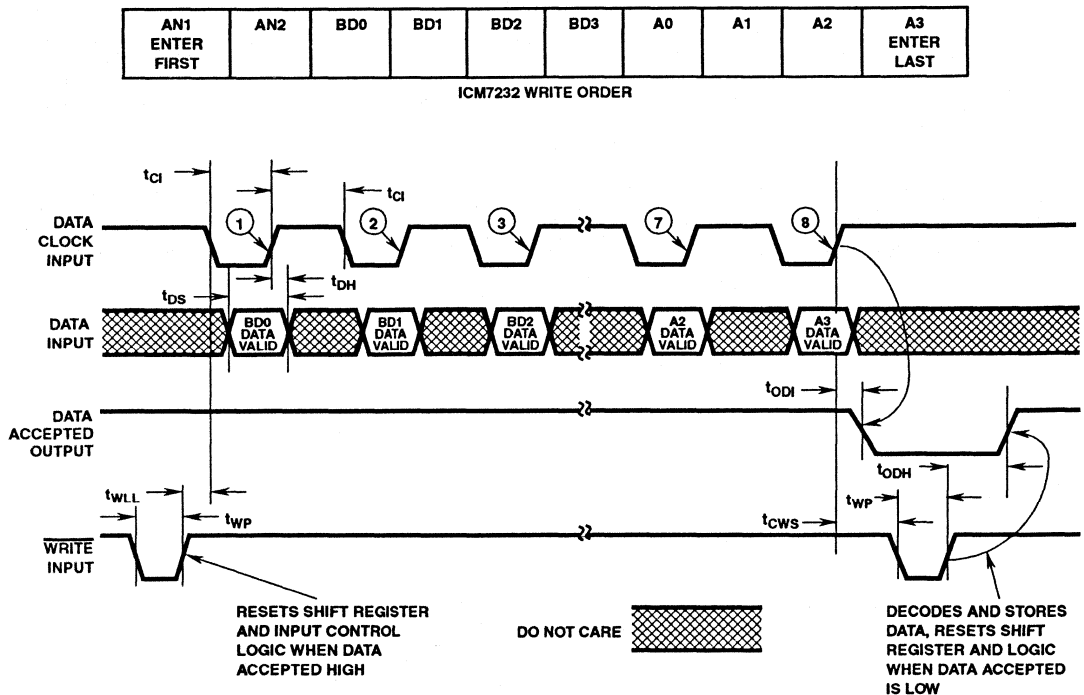 AN1 ENTER FIRST
AN2
BD0
BD1
BD2
BD3
A0
A1
A2
A3 ENTER LAST
ICM7232 WRITE ORDER
tCI
tCI
DATA CLOCK INPUT
1
2
3
7
8
tDS
tDH
DATA INPUT
BD0 DATA VALID
BD1 DATA VALID
BD2 DATA VALID
A2 DATA VALID
A3 DATA VALID
tODI
DATA ACCEPTED OUTPUT
tODH
tWLL
tWP
tCWS
tWP
WRITE INPUT
RESETS SHIFT REGISTER
AND INPUT CONTROL
LOGIC WHEN DATA
ACCEPTED HIGH
DO NOT CARE
DECODES AND STORES
DATA, RESETS SHIFT
REGISTER AND LOGIC
WHEN DATA ACCEPTED
IS LOW